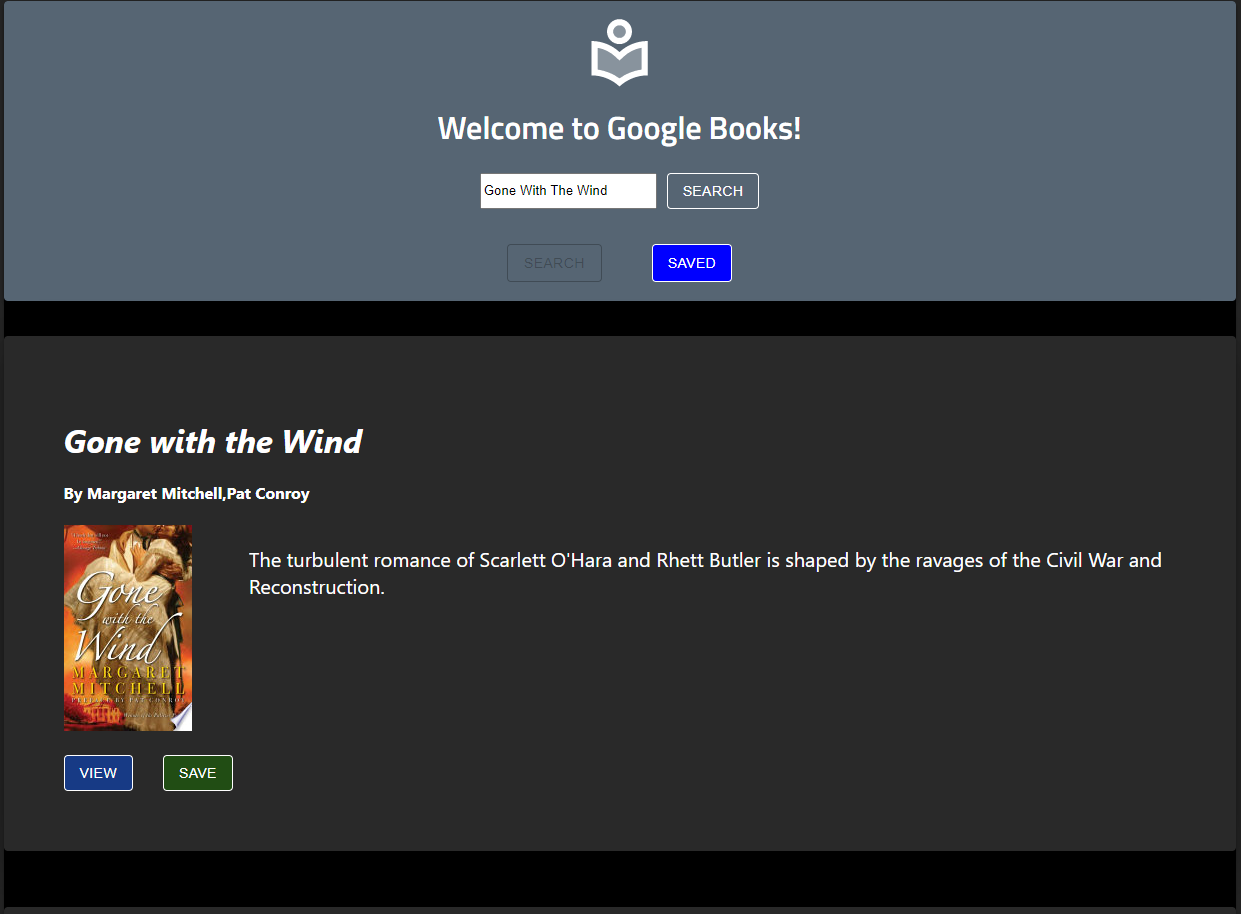 Welcome to Google Books!
Gone With The Wind
SEARCH
SEARCH
SAVED
Gone with the Wind
By Margaret Mitchell,Pat Conroy
The turbulent romance of Scarlett O'Hara and Rhett Butler is shaped by the ravages of the Civil War and
Reconstruction.
Gone
with the
Wind
MARGARET
MITCHELL
PREFACE BY PAT CONROY
VIEW
SAVE